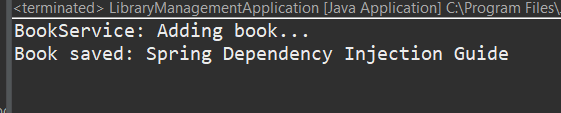 <terminated> LibraryManagementApplication [Java Application] C:\Program Files\
BookService: Adding book...
Book saved: Spring Dependency Injection Guide